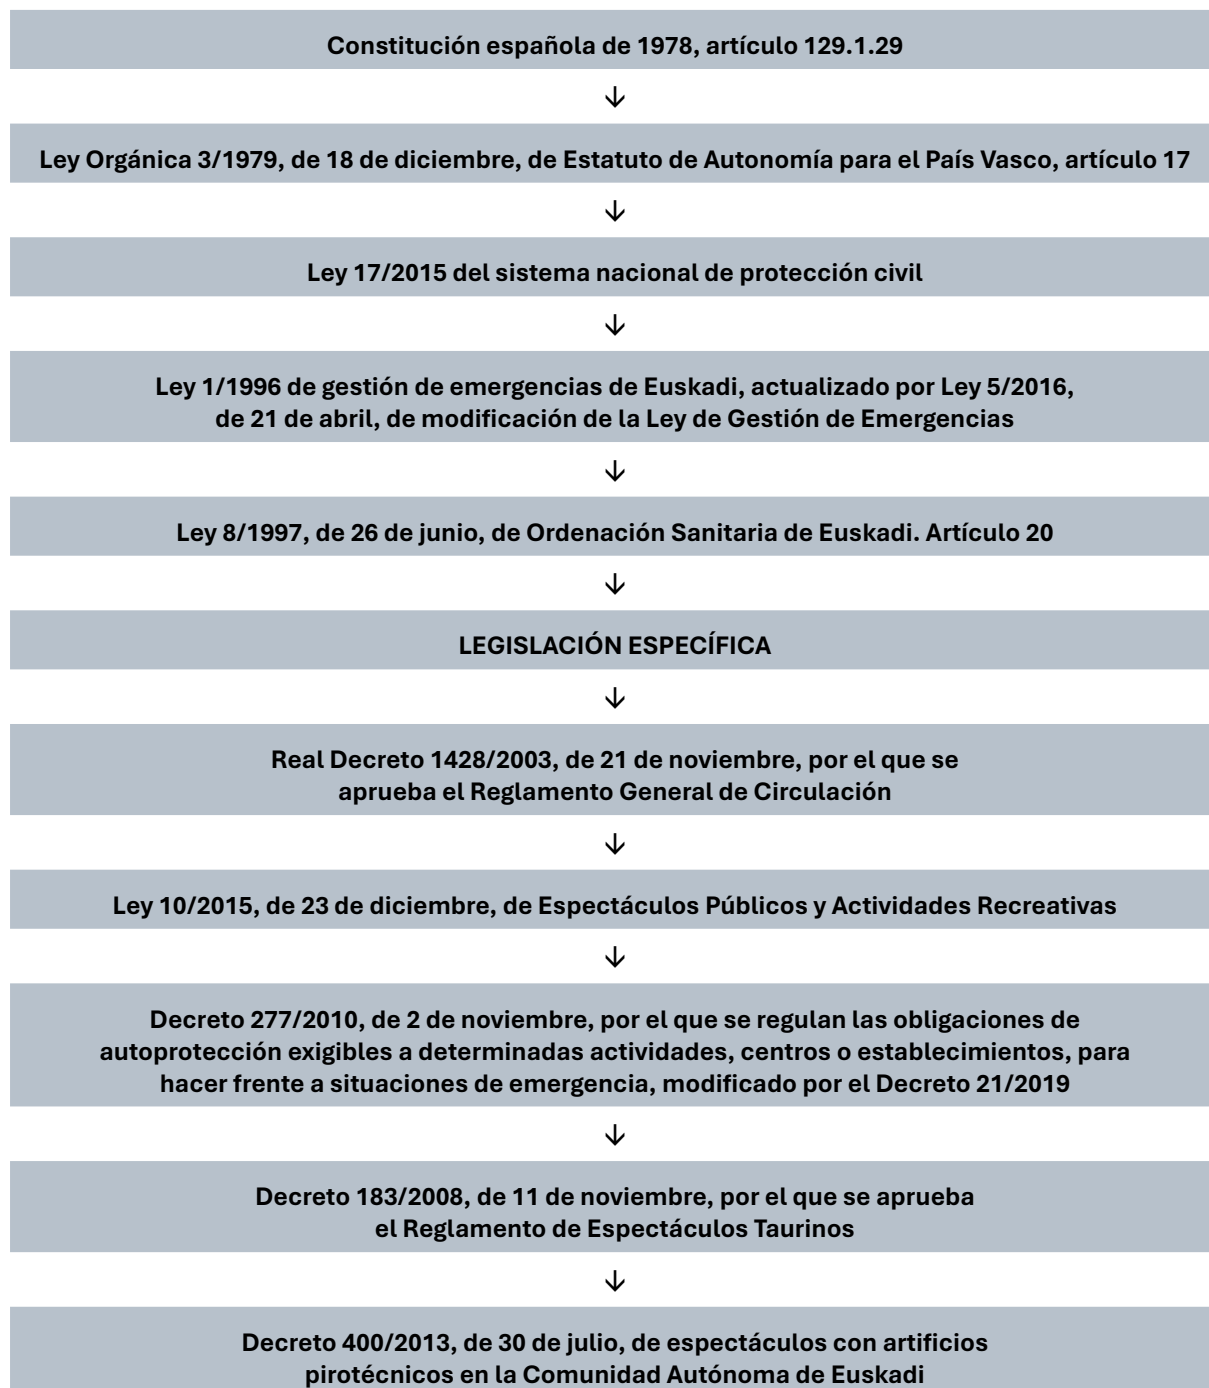 Constitución española de 1978, artículo 129.1.29
↓
Ley Orgánica 3/1979, de 18 de diciembre, de Estatuto de Autonomía para el País Vasco, artículo 17
↓
Ley 17/2015 del sistema nacional de protección civil
↓
Ley 1/1996 de gestión de emergencias de Euskadi, actualizado por Ley 5/2016,
de 21 de abril, de modificación de la Ley de Gestión de Emergencias
↓
Ley 8/1997, de 26 de junio, de Ordenación Sanitaria de Euskadi. Artículo 20
↓
LEGISLACIÓN ESPECÍFICA
↓
Real Decreto 1428/2003, de 21 de noviembre, por el que se
aprueba el Reglamento General de Circulación
↓
Ley 10/2015, de 23 de diciembre, de Espectáculos Públicos y Actividades Recreativas
↓
Decreto 277/2010, de 2 de noviembre, por el que se regulan las obligaciones de
autoprotección exigibles a determinadas actividades, centros o establecimientos, para
hacer frente a situaciones de emergencia, modificado por el Decreto 21/2019
↓
Decreto 183/2008, de 11 de noviembre, por el que se aprueba
el Reglamento de Espectáculos Taurinos
↓
Decreto 400/2013, de 30 de julio, de espectáculos con artificios
pirotécnicos en la Comunidad Autónoma de Euskadi